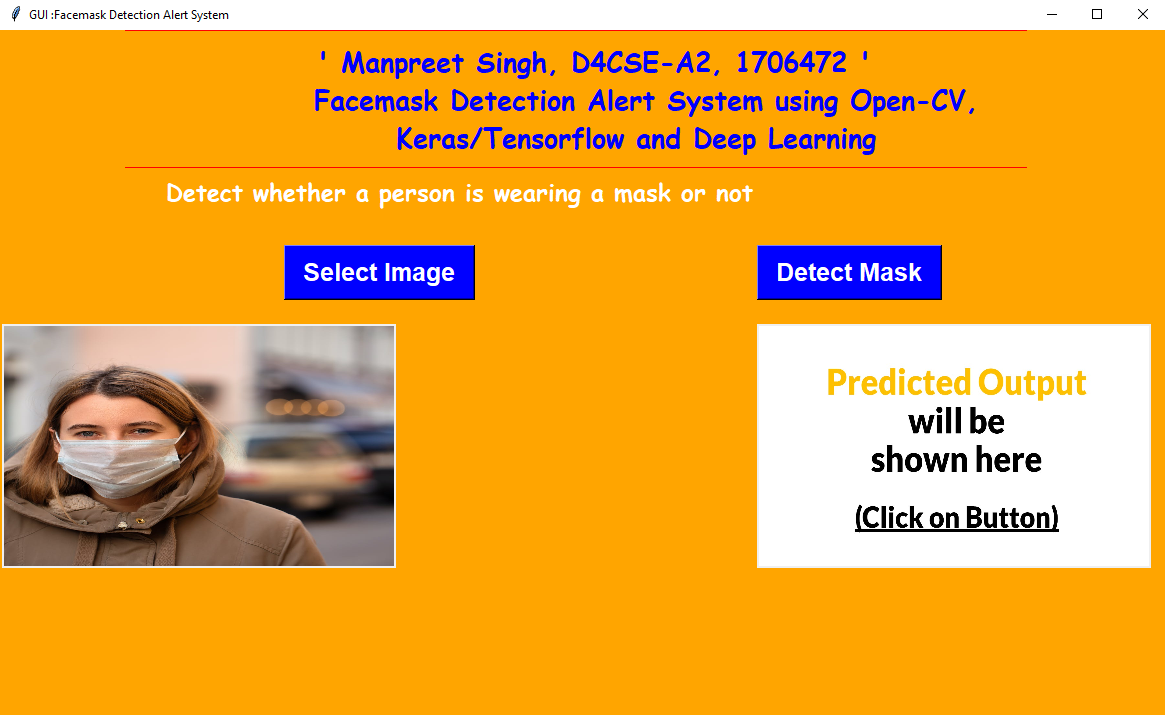 GUI :Facemask Detection Alert System
' Manpreet Singh, D4CSE-A2, 1706472 '
Facemask Detection Alert System using Open-CV,
Keras/Tensorflow and Deep Learning
Detect whether a person is wearing a mask or not
Select Image
Detect Mask
Predicted Output
will be
shown here
(Click on Button)